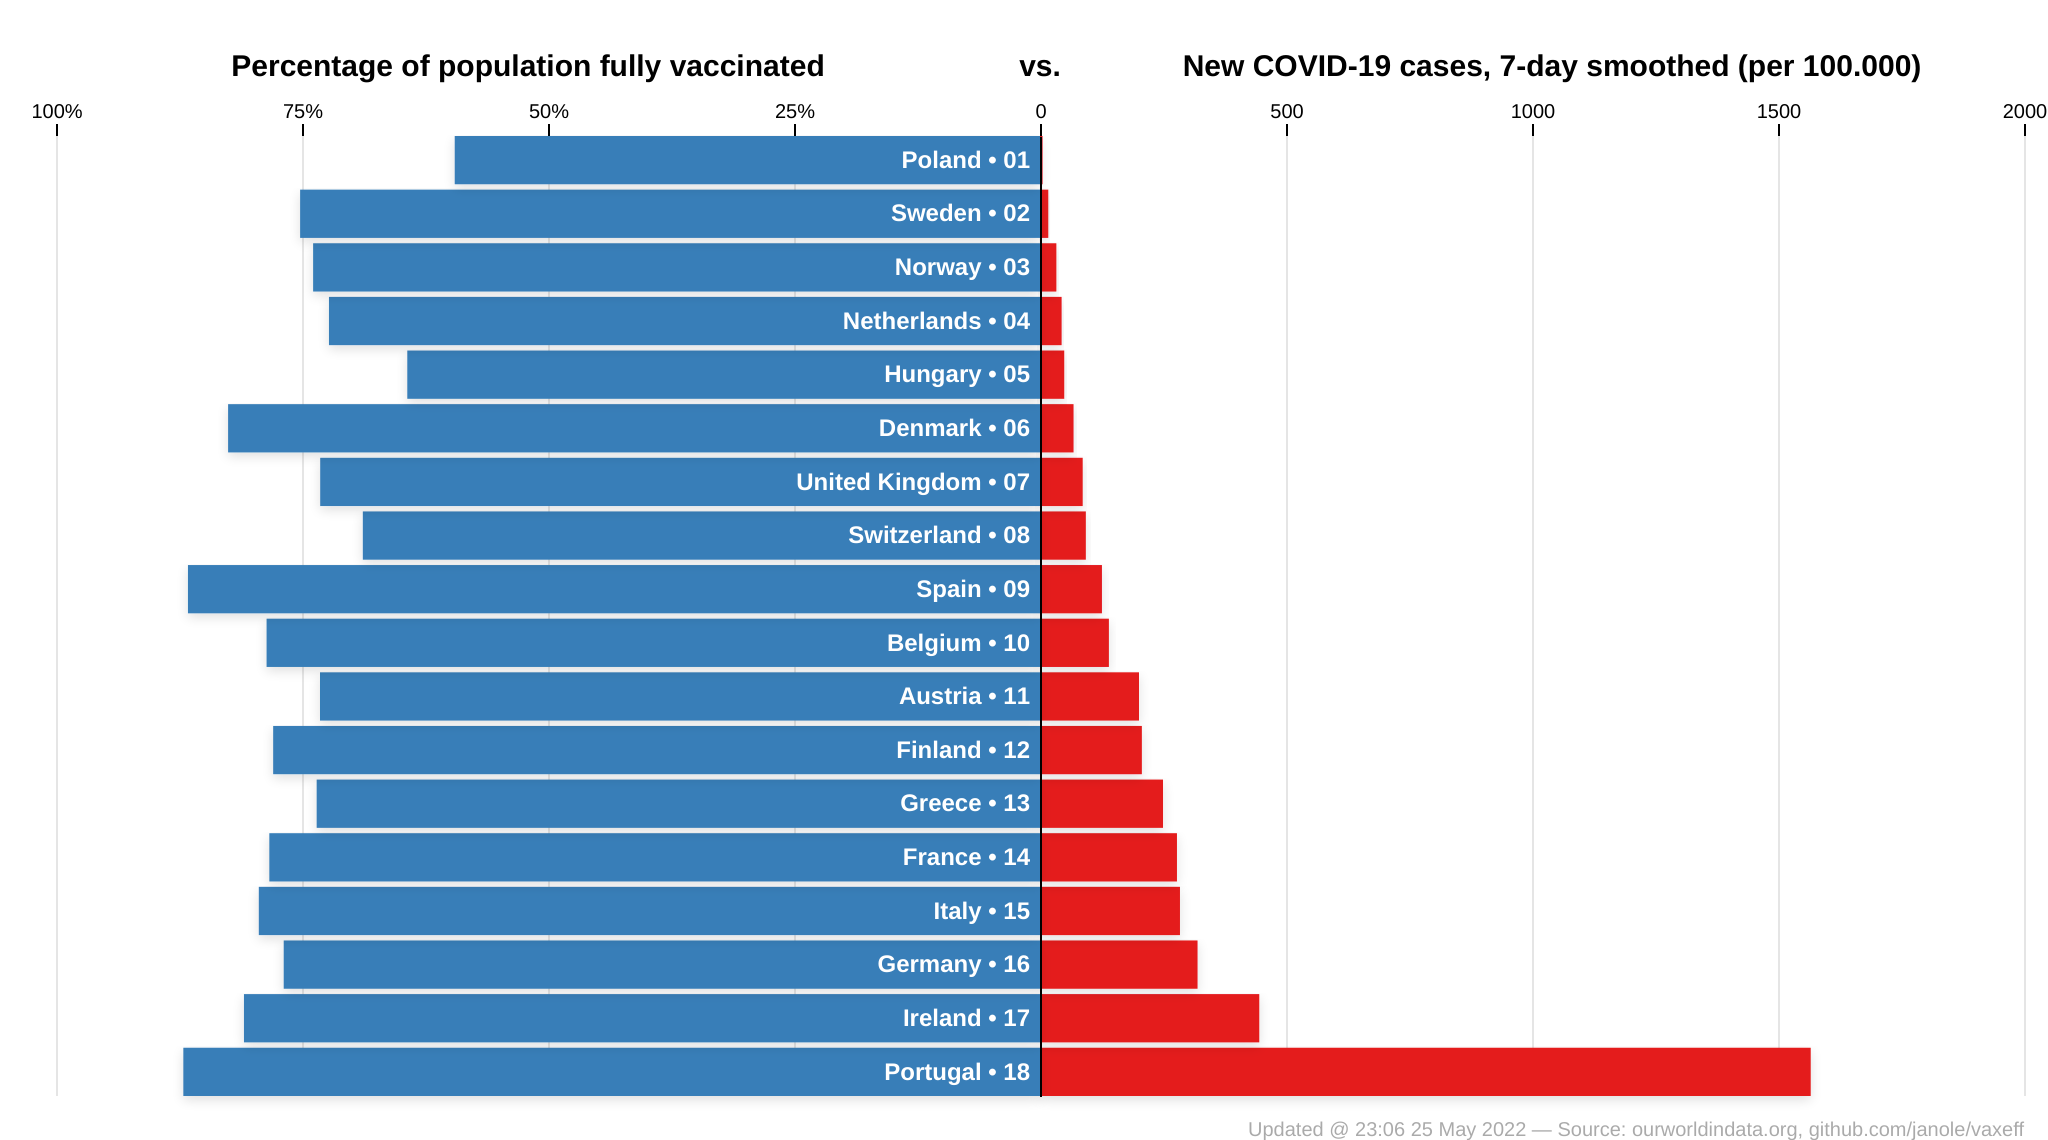 Percentage of population fully vaccinated vs. New COVID-19 cases, 7-day smoothed (per 100.000)
100% 75% 50% 25% 0 500 1000 1500 2000
Poland • 01
Sweden • 02
Norway • 03
Netherlands • 04
Hungary • 05
Denmark • 06
United Kingdom • 07
Switzerland • 08
Spain • 09
Belgium • 10
Austria • 11
Finland • 12
Greece • 13
France • 14
Italy • 15
Germany • 16
Ireland • 17
Portugal • 18
Updated @ 23:06 25 May 2022 — Source: ourworldindata.org, github.com/janole/vaxeff